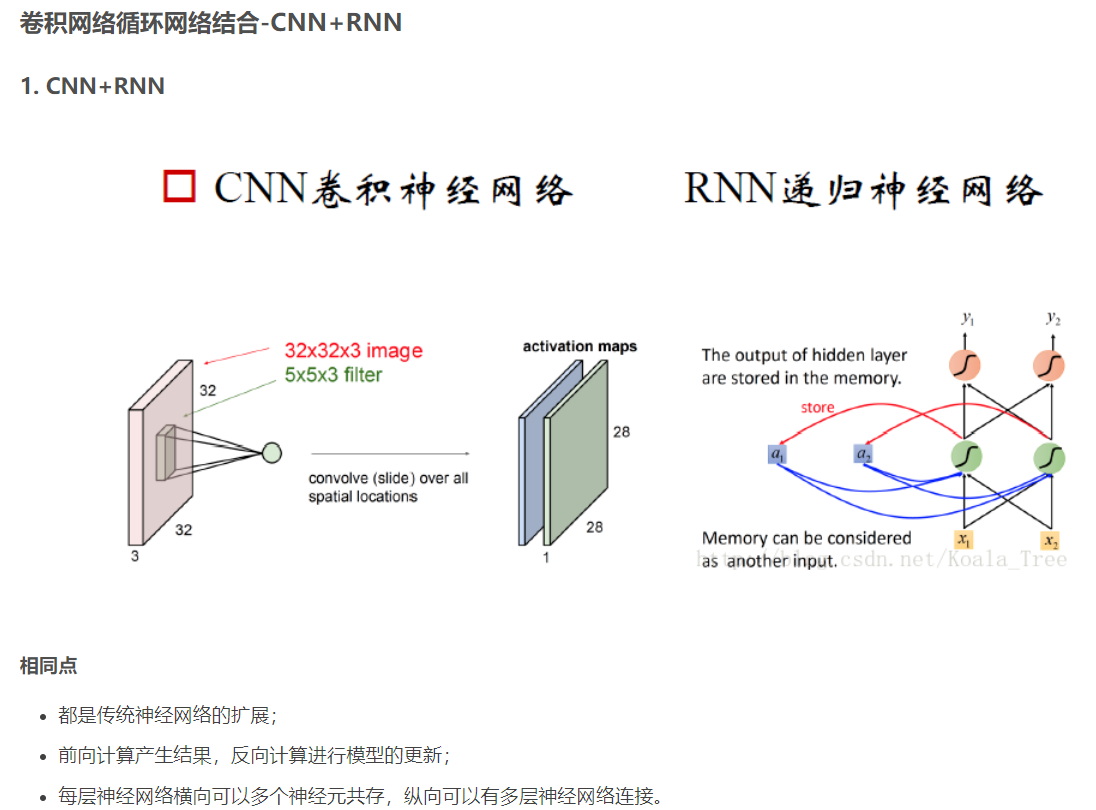 卷积网络循环网络结合-CNN+RNN
1. CNN+RNN
CNN卷积神经网络
RNN递归神经网络
32x32x3 image
5x5x3 filter
32
32
3
convolve (slide) over all
spatial locations
activation maps
28
28
1
y1
y2
The output of hidden layer
are stored in the memory.
store
a1
a2
Memory can be considered
as another input.
x1
x2
http://blog.csdn.net/Koala_Tree
相同点
都是传统神经网络的扩展；
前向计算产生结果，反向计算进行模型的更新；
每层神经网络横向可以多个神经元共存，纵向可以有多层神经网络连接。